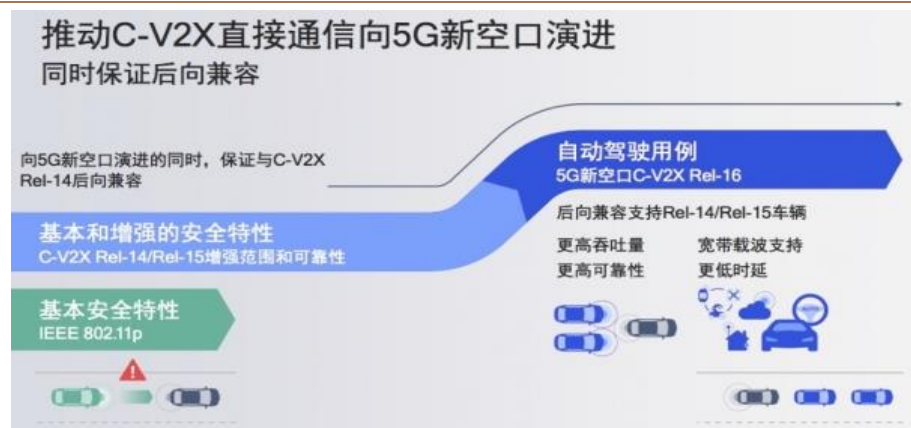 推动C-V2X直接通信向5G新空口演进
同时保证后向兼容
向5G新空口演进的同时，保证与C-V2X
Rel-14后向兼容
基本和增强的安全特性
C-V2X Rel-14/Rel-15增强范围和可靠性
基本安全特性
IEEE 802.11p
自动驾驶用例
5G新空口C-V2X Rel-16
后向兼容支持Rel-14/Rel-15车辆
更高吞吐量
更高可靠性
宽带载波支持
更低时延